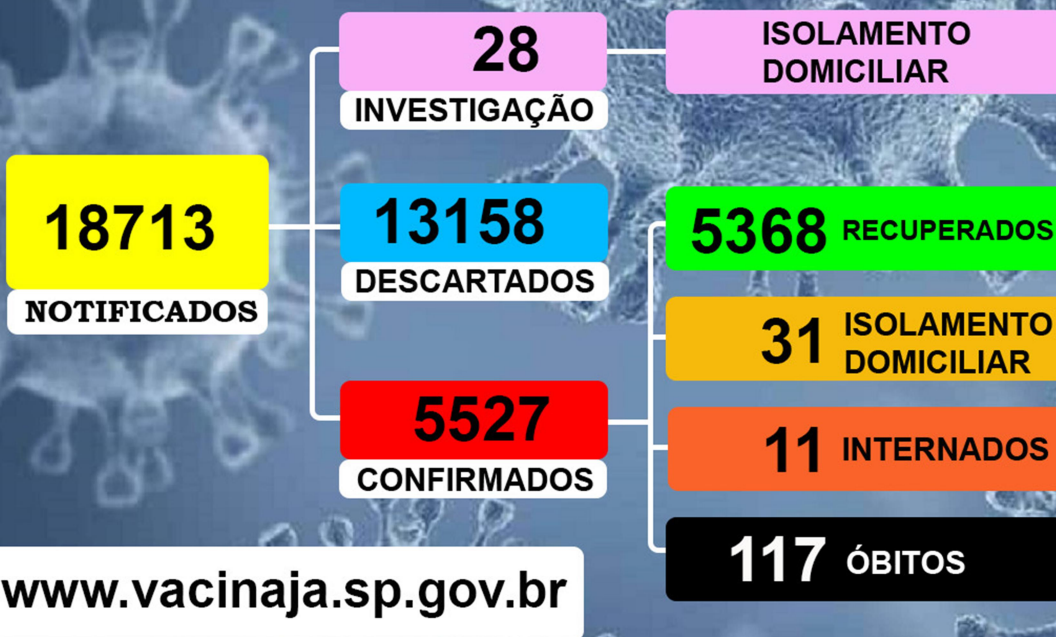 28
INVESTIGAÇÃO
ISOLAMENTO
DOMICILIAR
18713
NOTIFICADOS
13158
DESCARTADOS
5527
CONFIRMADOS
5368 RECUPERADOS
31 ISOLAMENTO
DOMICILIAR
11 INTERNADOS
117 ÓBITOS
www.vacinaja.sp.gov.br